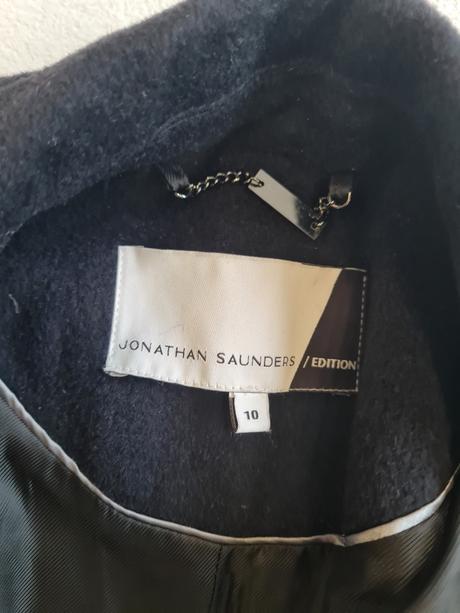 JONATHAN SAUNDERS / EDITION
10